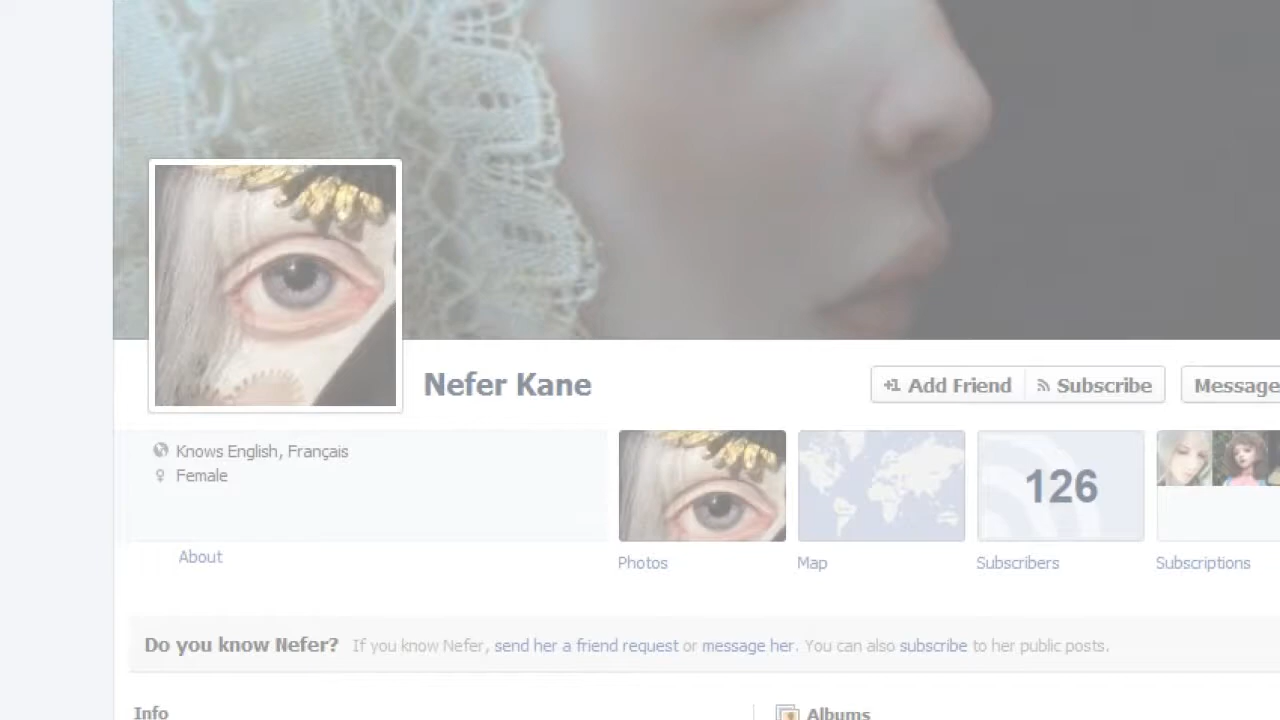 Nefer Kane
+1 Add Friend
Subscribe
Message
Knows English, Français
Female
About
126
Photos
Map
Subscribers
Subscriptions
Do you know Nefer? If you know Nefer, send her a friend request or message her. You can also subscribe to her public posts.
Info
Albums